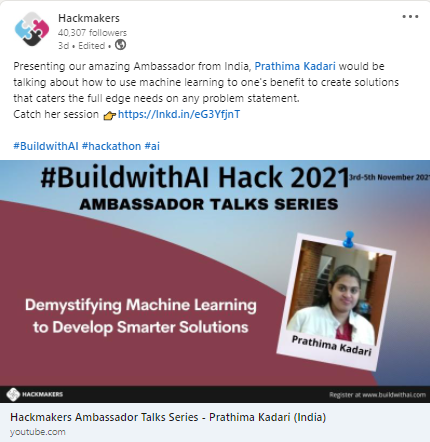 Hackmakers
40,307 followers
3d • Edited •
Presenting our amazing Ambassador from India, Prathima Kadari would be
talking about how to use machine learning to one's benefit to create solutions
that caters the full edge needs on any problem statement.
Catch her session 👉https://lnkd.in/eG3YfjnT
#BuildwithAI #hackathon #ai
#BuildwithAI Hack 2021
3rd-5th November 2021
AMBASSADOR TALKS SERIES
Demystifying Machine Learning
to Develop Smarter Solutions
Prathima Kadari
HACKMAKERS
Register at www.buildwithai.com
Hackmakers Ambassador Talks Series - Prathima Kadari (India)
youtube.com